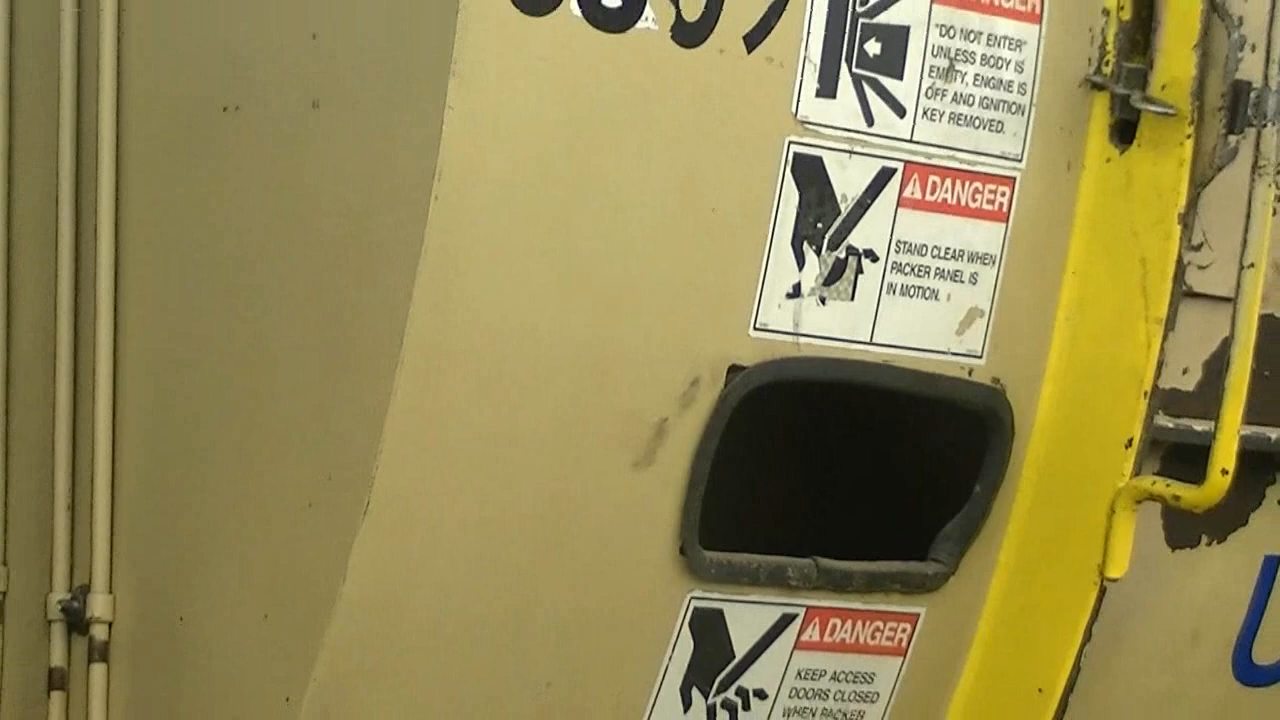 DANGER
"DO NOT ENTER"
UNLESS BODY IS
EMPTY, ENGINE IS
OFF AND IGNITION
KEY REMOVED.
DANGER
STAND CLEAR WHEN
PACKER PANEL IS
IN MOTION.
DANGER
KEEP ACCESS
DOORS CLOSED
WHEN PACKER